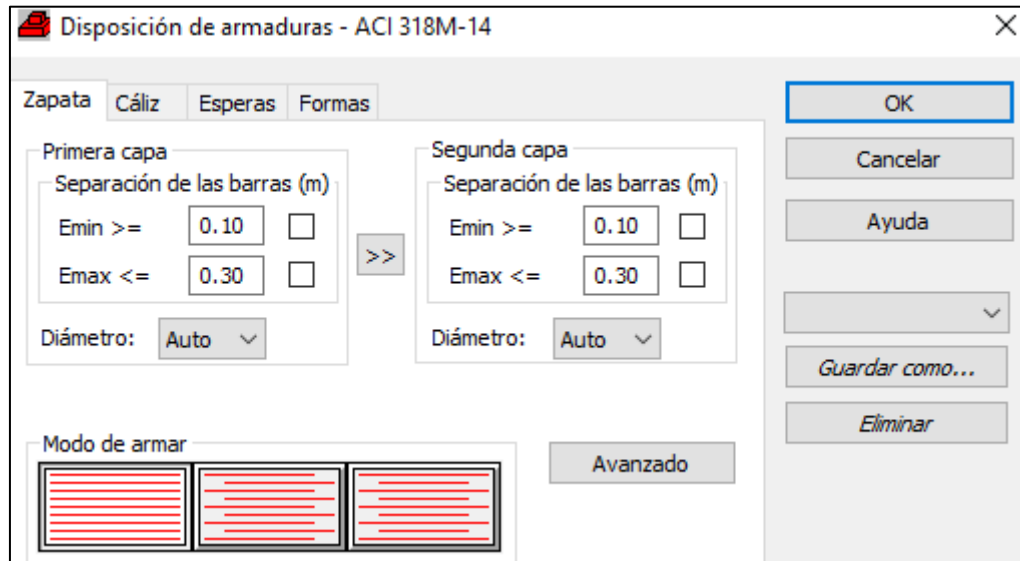 Disposición de armaduras - ACI 318M-14
Zapata Cáliz Esperas Formas
Primera capa
Separación de las barras (m)
Emin >= 0.10
Emax <= 0.30
Diámetro: Auto
>>
Segunda capa
Separación de las barras (m)
Emin >= 0.10
Emax <= 0.30
Diámetro: Auto
Modo de armar
Avanzado
OK
Cancelar
Ayuda
Guardar como...
Eliminar